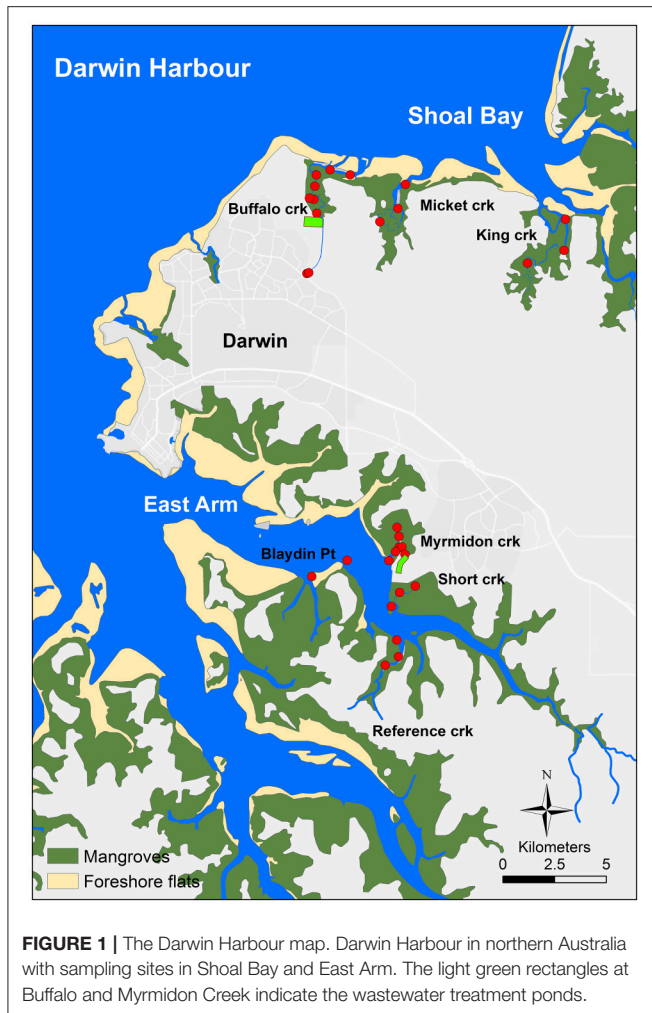 Darwin Harbour
Shoal Bay
Buffalo crk
Micket crk
King crk
Darwin
East Arm
Blaydin Pt
Myrmidon crk
Short crk
Reference crk
N
Mangroves
Foreshore flats
Kilometers
0 2.5 5
FIGURE 1 | The Darwin Harbour map. Darwin Harbour in northern Australia
with sampling sites in Shoal Bay and East Arm. The light green rectangles at
Buffalo and Myrmidon Creek indicate the wastewater treatment ponds.